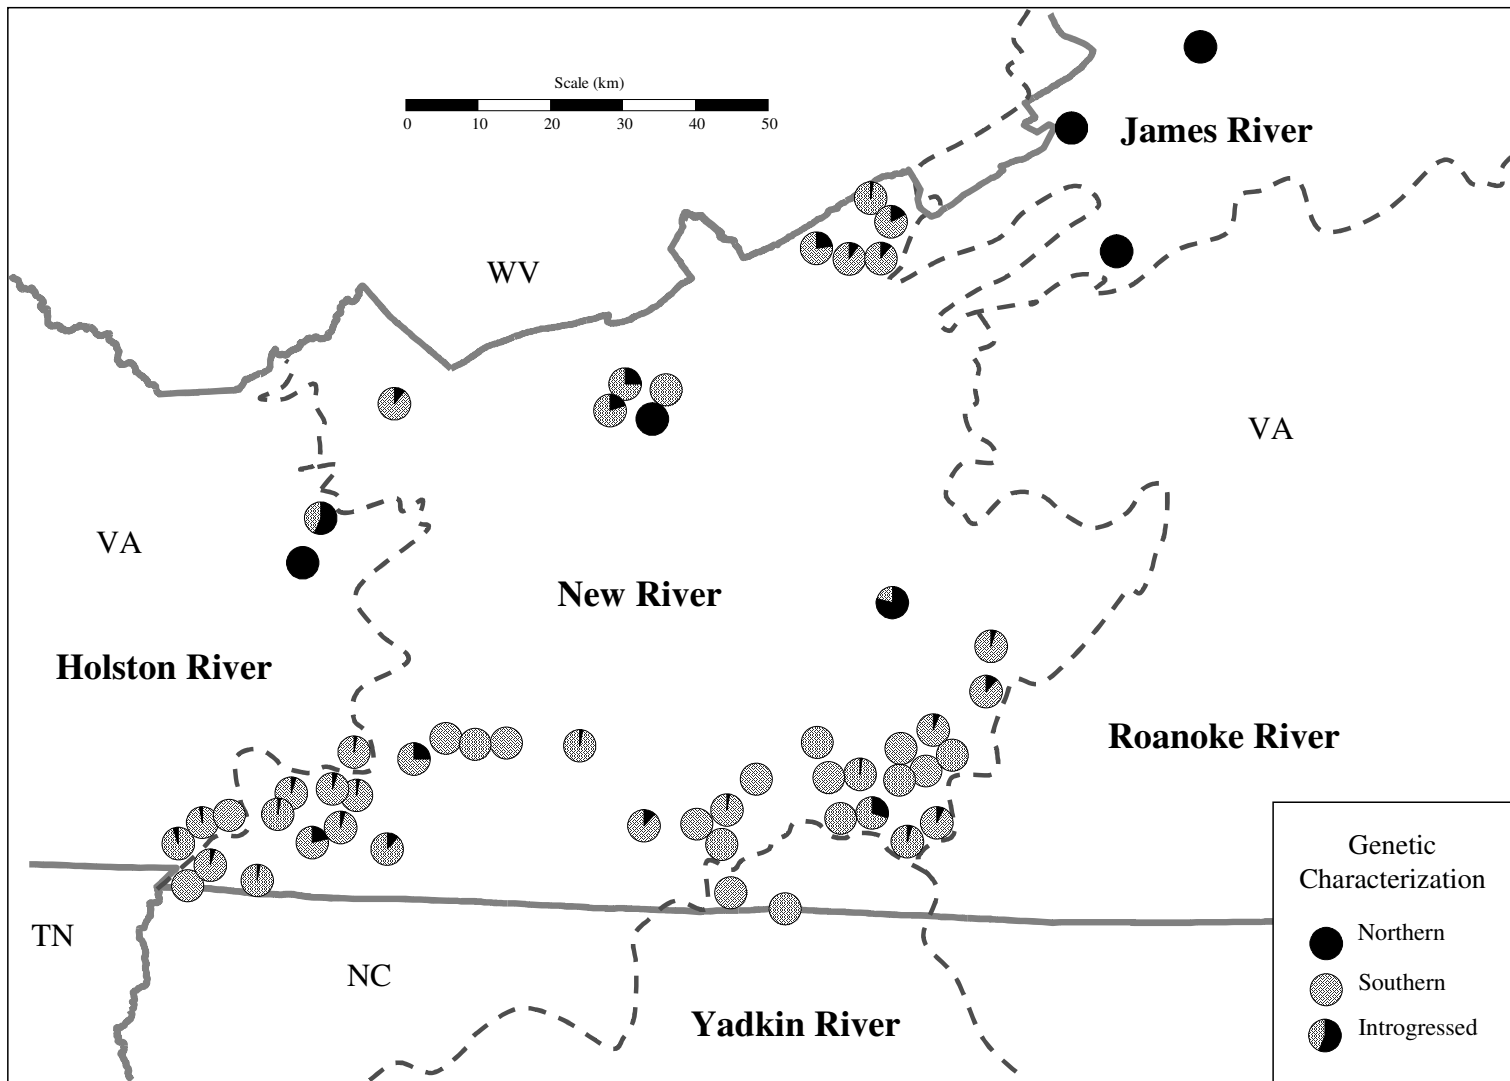 Scale (km)
0 10 20 30 40 50
James River
WV
VA
VA
New River
Holston River
Roanoke River
TN
NC
Yadkin River
Genetic
Characterization
Northern
Southern
Introgressed